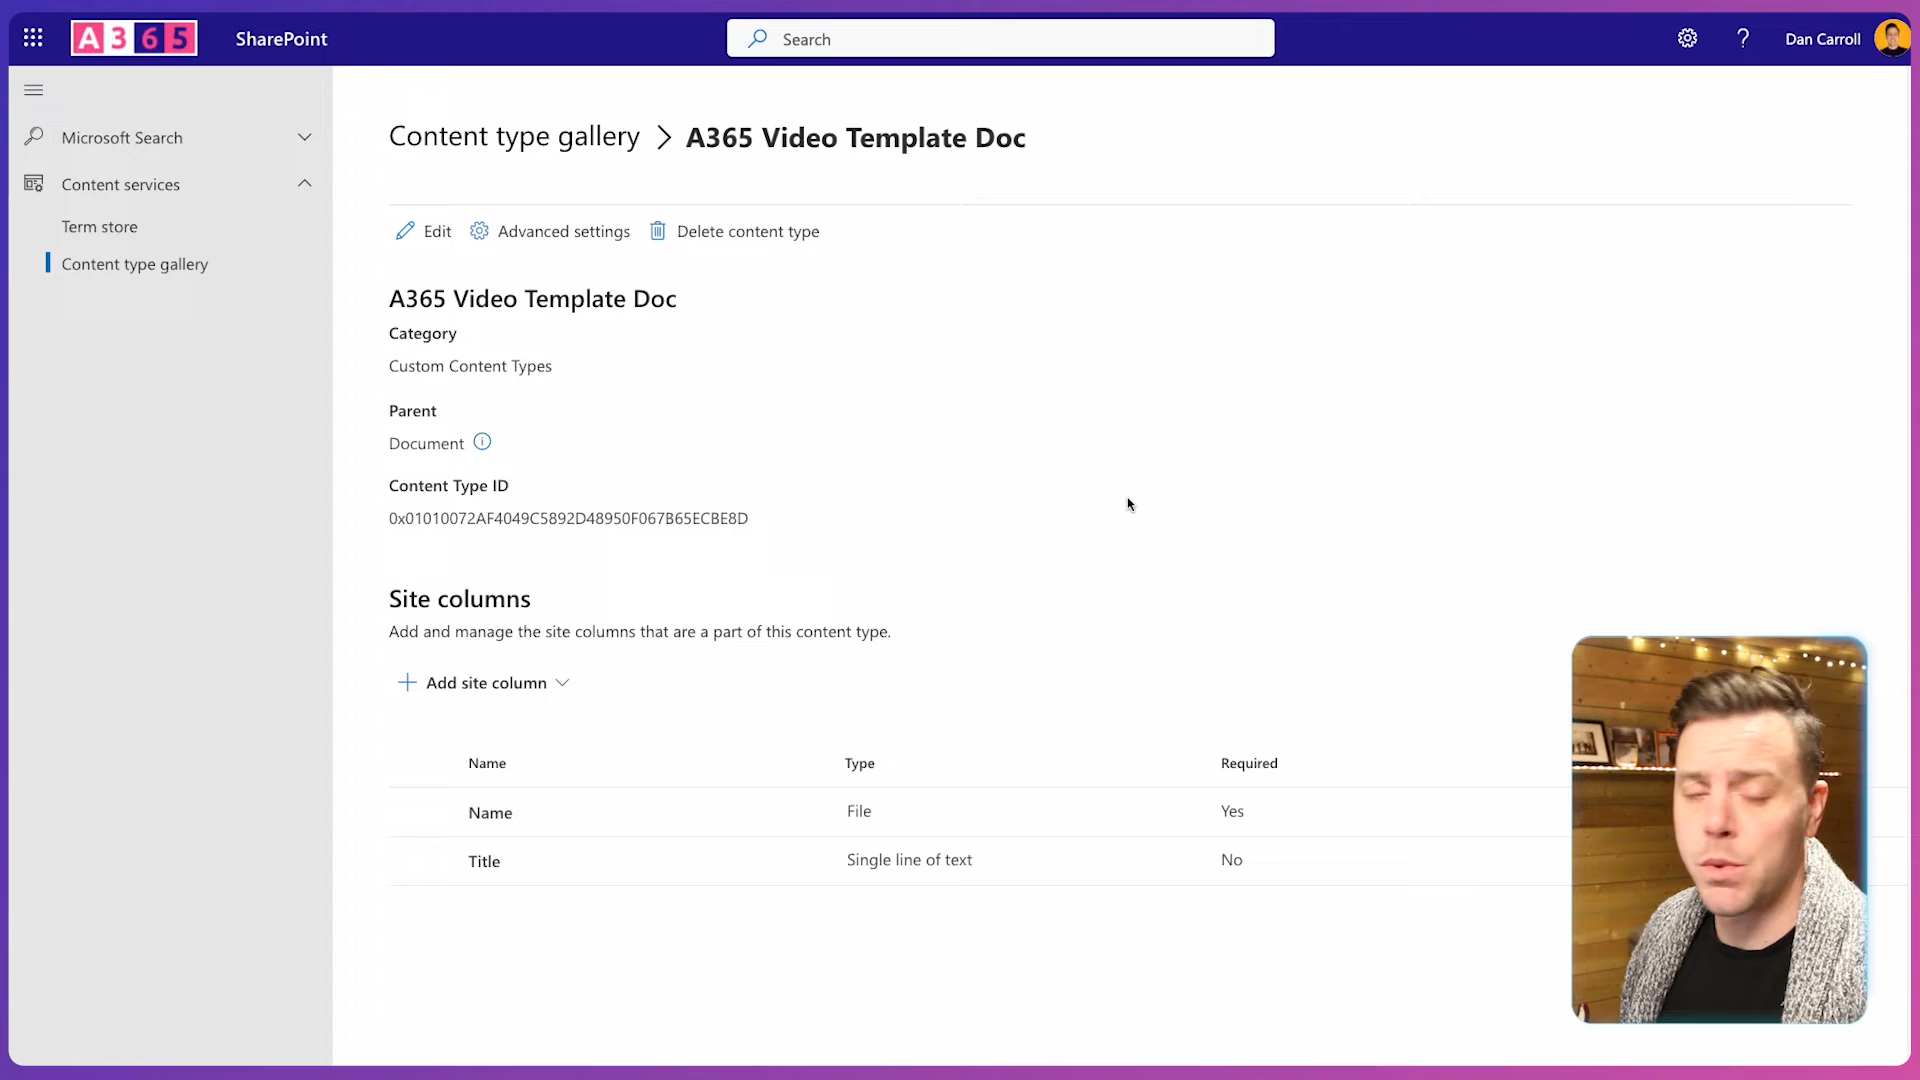 A365
SharePoint
Search
?
Dan Carroll
Microsoft Search
Content services
Term store
Content type gallery
Content type gallery > A365 Video Template Doc
Edit
Advanced settings
Delete content type
A365 Video Template Doc
Category
Custom Content Types
Parent
Document
Content Type ID
0x01010072AF4049C5892D48950F067B65ECBE8D
Site columns
Add and manage the site columns that are a part of this content type.
+ Add site column
Name Type Required
Name File Yes
Title Single line of text No